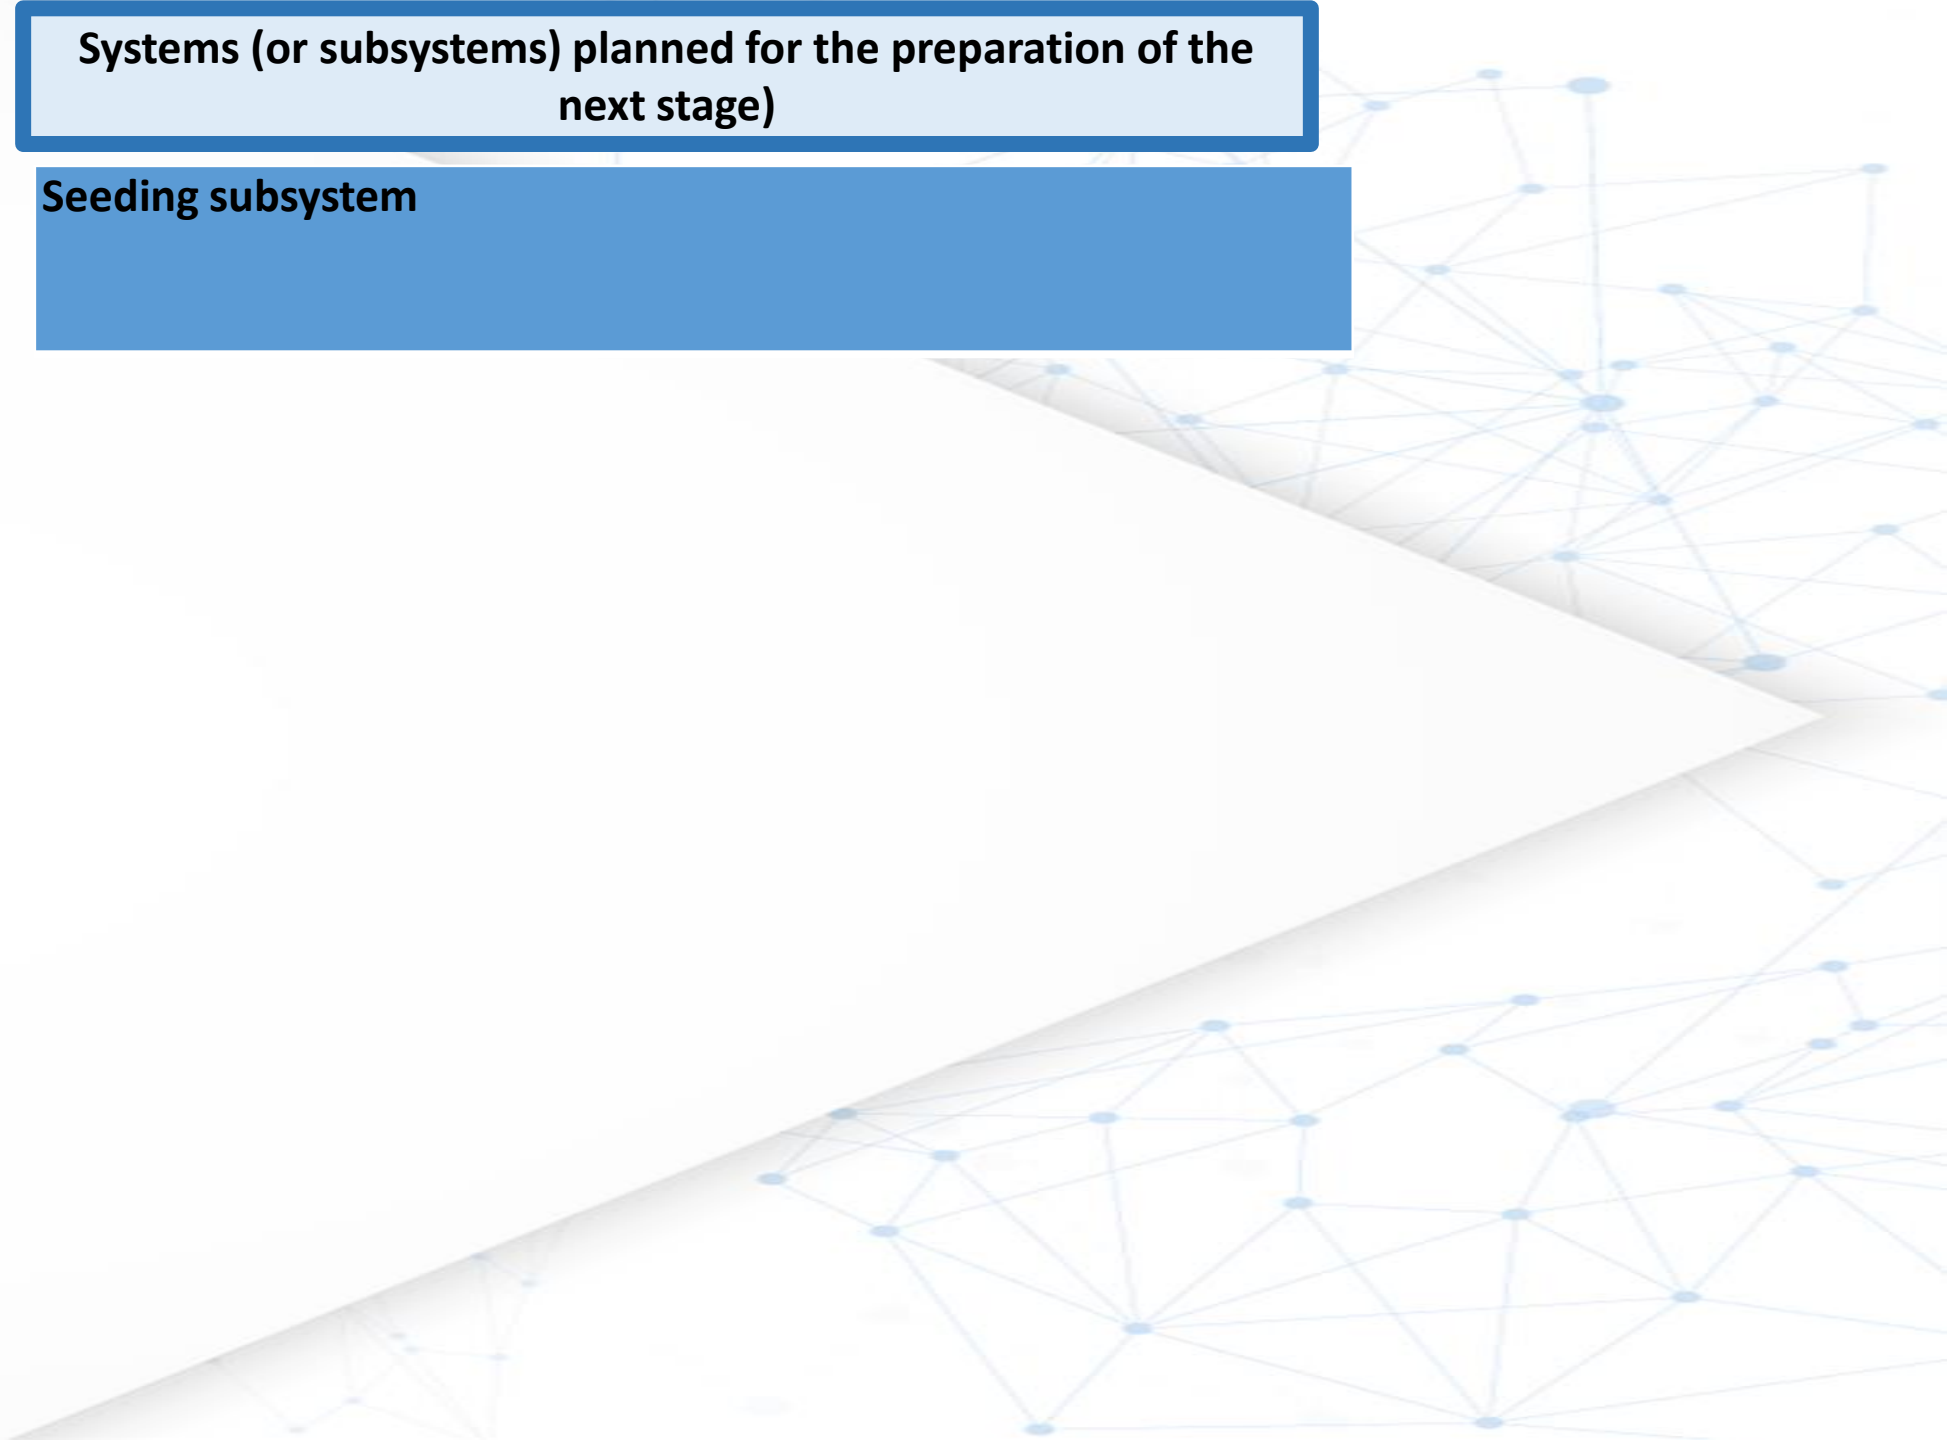 Systems (or subsystems) planned for the preparation of the
next stage)
Seeding subsystem